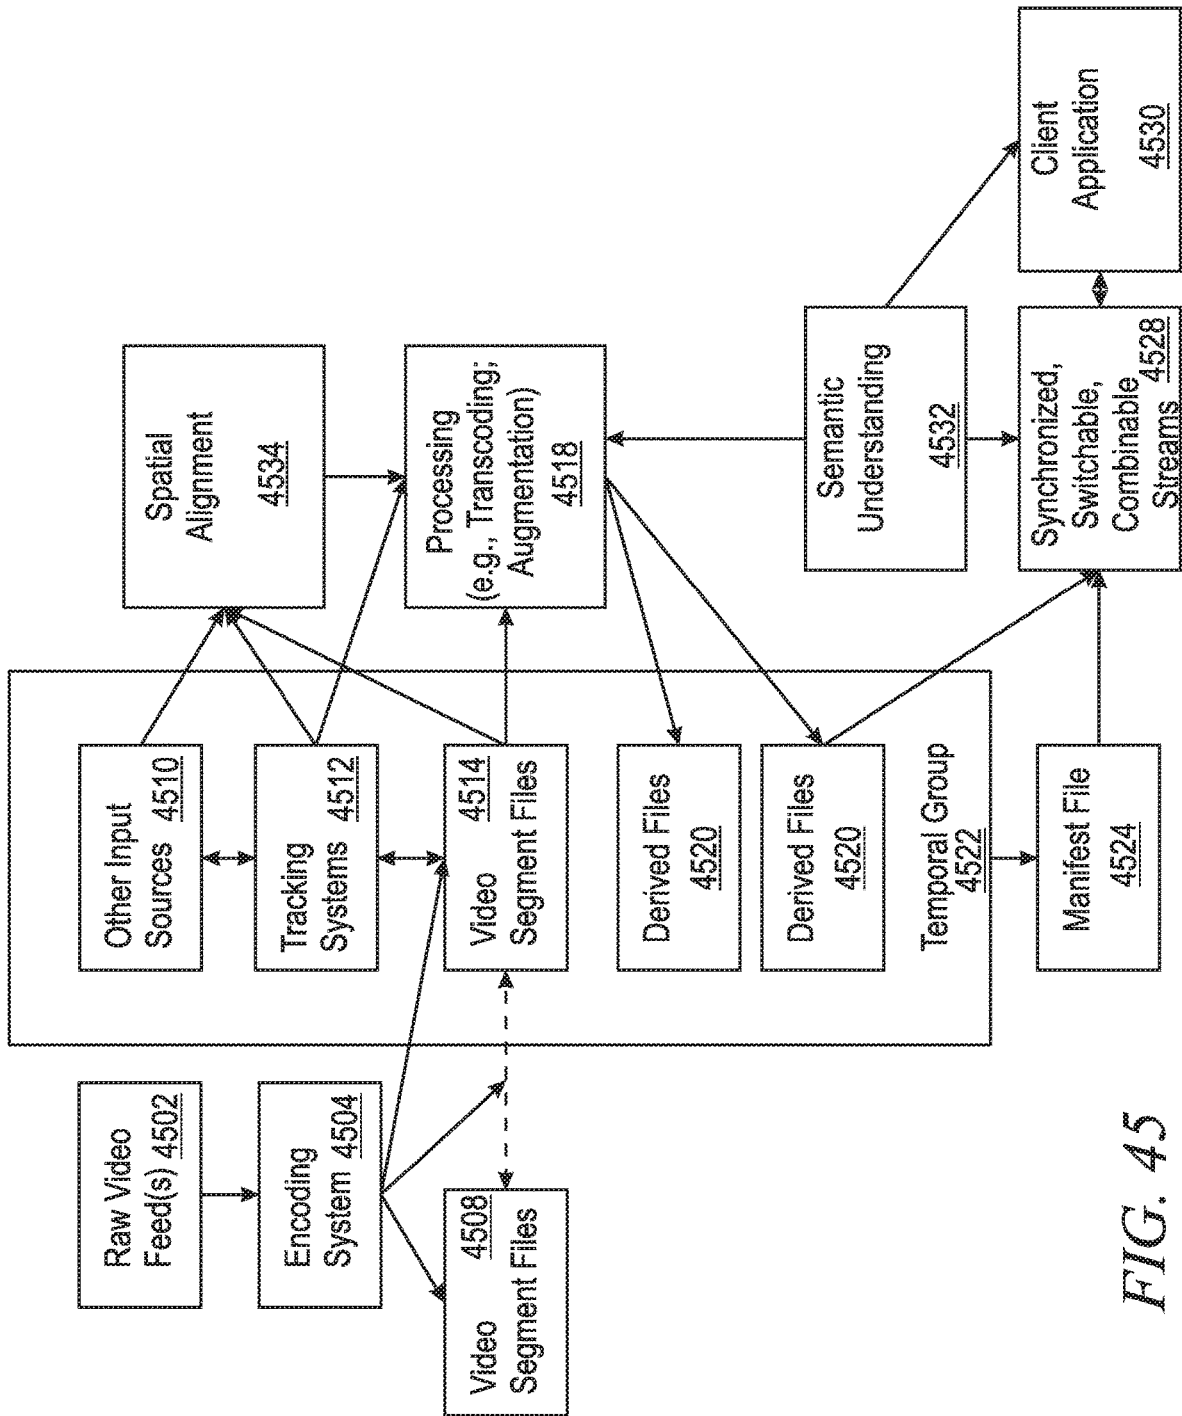 Raw Video
Feed(s) 4502
Encoding
System 4504
4508
Video
Segment Files
Other Input
Sources 4510
Tracking
Systems 4512
4514
Video
Segment Files
Derived Files
4520
Derived Files
4520
Temporal Group
4522
Manifest File
4524
Spatial
Alignment
4534
Processing
(e.g., Transcoding;
Augmentation)
4518
Semantic
Understanding
4532
Synchronized,
Switchable,
Combinable 4528
Streams
Client
Application
4530
FIG. 45